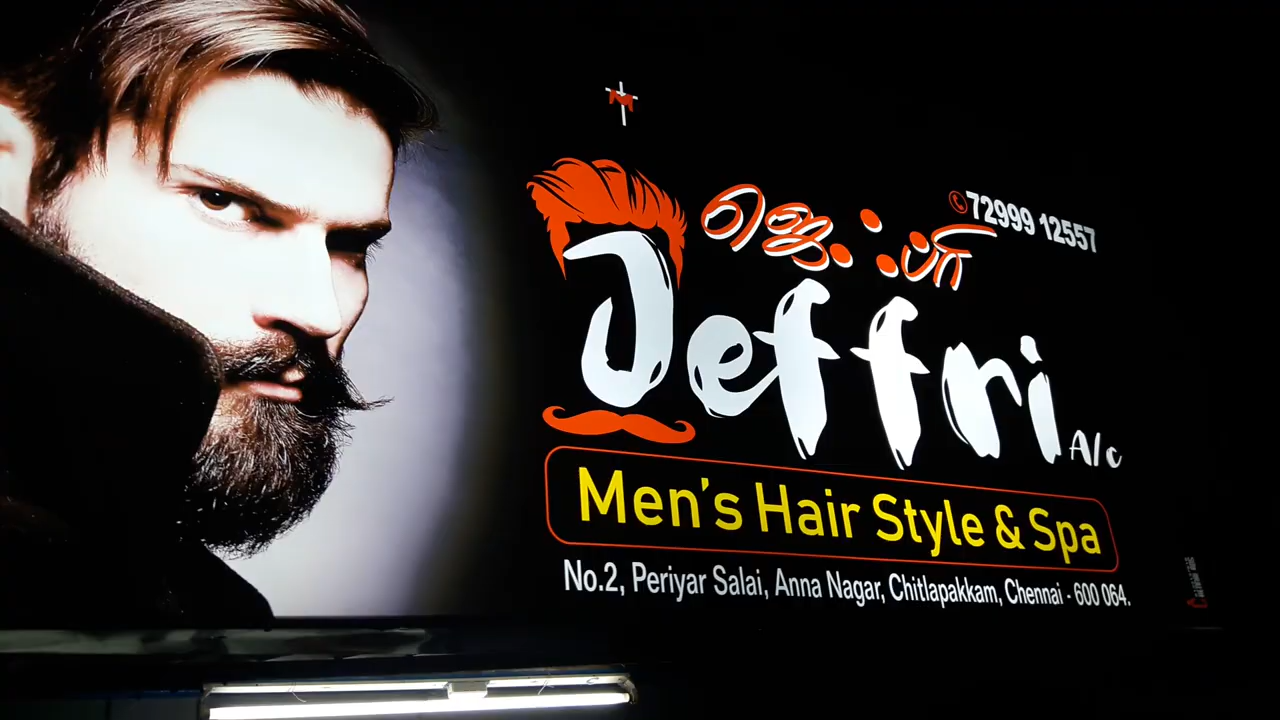 ஜெஃப்ரி
72999 12557
Jeffri A/c
Men's Hair Style & Spa
No.2, Periyar Salai, Anna Nagar, Chitlapakkam, Chennai - 600 064.